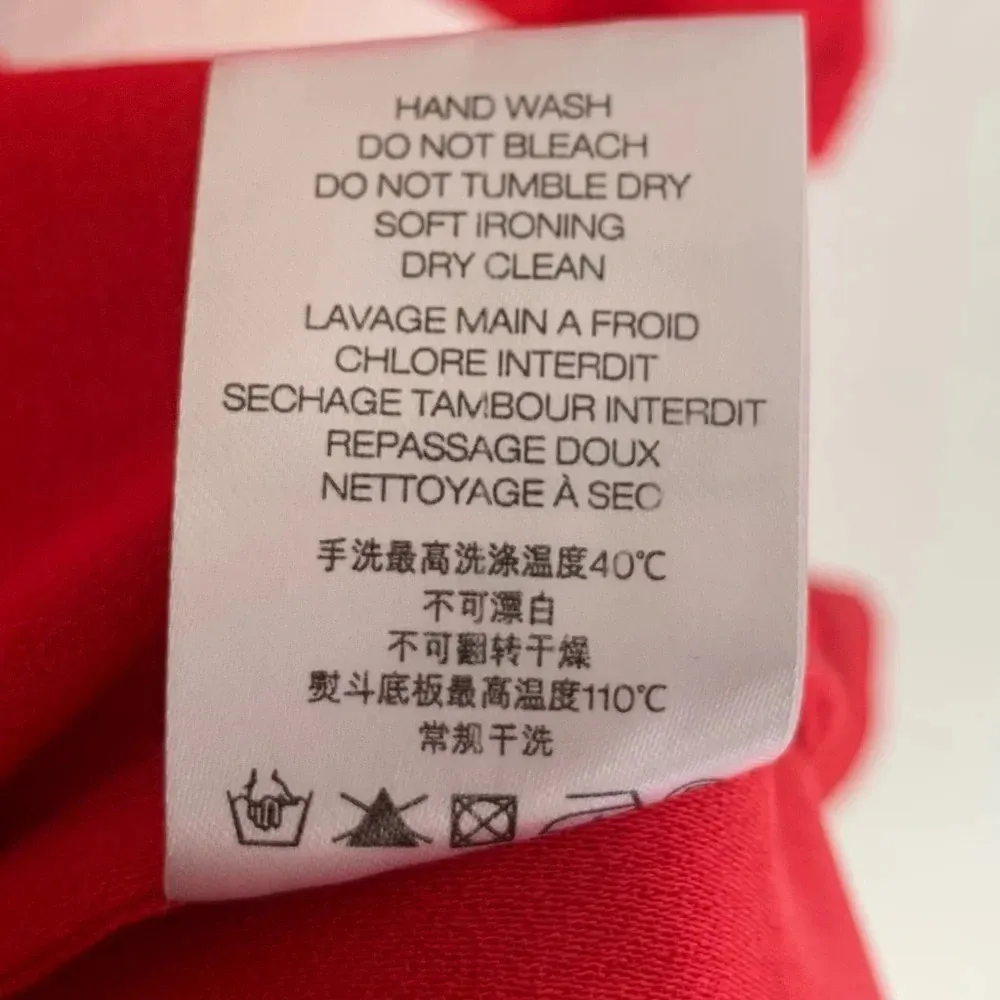 HAND WASH
DO NOT BLEACH
DO NOT TUMBLE DRY
SOFT IRONING
DRY CLEAN
LAVAGE MAIN A FROID
CHLORE INTERDIT
SECHAGE TAMBOUR INTERDIT
REPASSAGE DOUX
NETTOYAGE À SEC
手洗最高洗涤温度40℃
不可漂白
不可翻转干燥
熨斗底板最高温度110℃
常规干洗